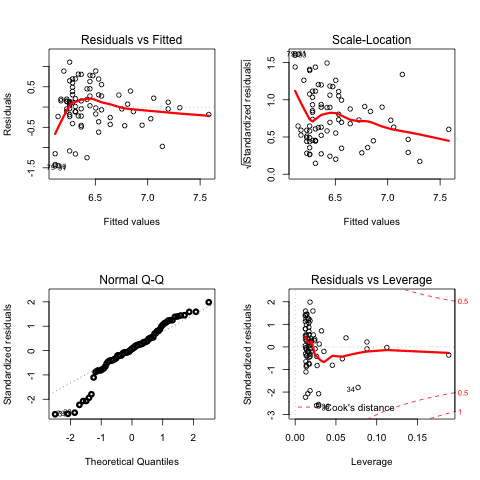 Residuals vs Fitted
Residuals
0.5
-0.5
-1.5
6.5
7.0
7.5
Fitted values
Scale-Location
√|Standardized residuals|
1.5
1.0
0.5
0.0
6.5
7.0
7.5
Fitted values
Normal Q-Q
Standardized residuals
2
1
0
-1
-2
-2
-1
0
1
2
Theoretical Quantiles
Residuals vs Leverage
Standardized residuals
2
1
0
-1
-2
-3
0.5
0.5
1
34
Cook's distance
0.00
0.05
0.10
0.15
Leverage